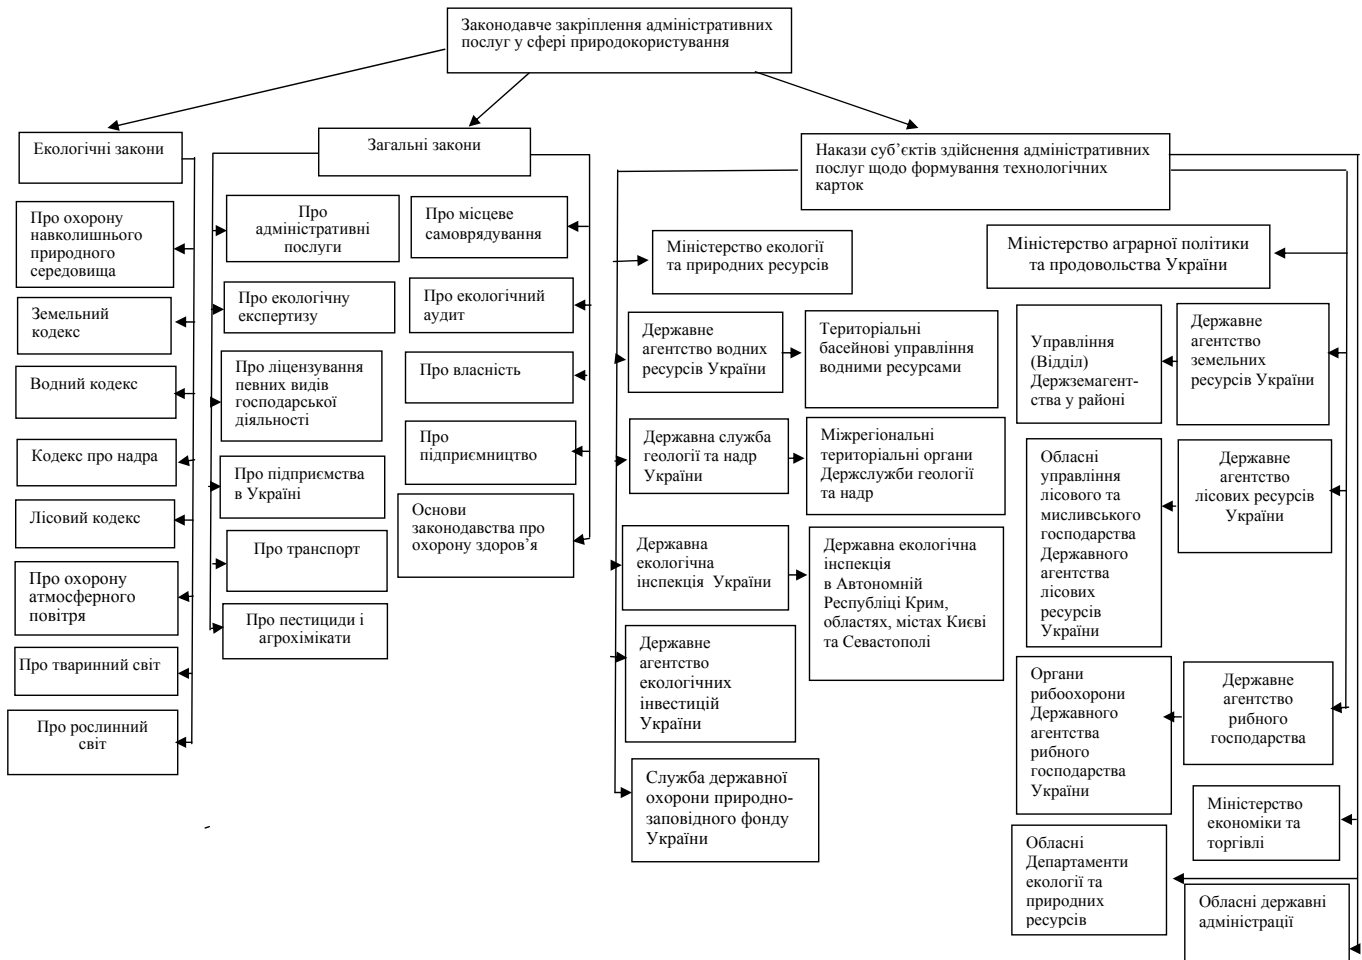 Законодавче закріплення адміністративних
послуг у сфері природокористування
Екологічні закони
Загальні закони
Накази суб’єктів здійснення адміністративних
послуг щодо формування технологічних
карток
Про охорону
навколишнього
природного
середовища
Земельний
кодекс
Водний кодекс
Кодекс про надра
Лісовий кодекс
Про охорону
атмосферного
повітря
Про тваринний світ
Про рослинний
світ
Про
адміністративні
послуги
Про екологічну
експертизу
Про ліцензування
певних видів
господарської
діяльності
Про підприємства
в Україні
Про транспорт
Про пестициди і
агрохімікати
Про місцеве
самоврядування
Про екологічний
аудит
Про власність
Про
підприємництво
Основи
законодавства про
охорону здоров’я
Міністерство екології
та природних ресурсів
Державне
агентство водних
ресурсів України
Територіальні
басейнові управління
водними ресурсами
Державна служба
геології та надр
України
Міжрегіональні
територіальні органи
Держслужби геології
та надр
Державна
екологічна
інспекція України
Державна екологічна
інспекція
в Автономній
Республіці Крим,
областях, містах Києві
та Севастополі
Державне
агентство
екологічних
інвестицій
України
Служба державної
охорони природно-
заповідного фонду
України
Міністерство аграрної політики
та продовольства України
Управління
(Відділ)
Держземагент-
ства у районі
Державне
агентство
земельних
ресурсів України
Обласні
управління
лісового та
мисливського
господарства
Державного
агентства
лісових
ресурсів
України
Державне
агентство
лісових ресурсів
України
Органи
рибоохорони
Державного
агентства
рибного
господарства
України
Державне
агентство
рибного
господарства
Міністерство
економіки та
торгівлі
Обласні
Департаменти
екології та
природних
ресурсів
Обласні державні
адміністрації